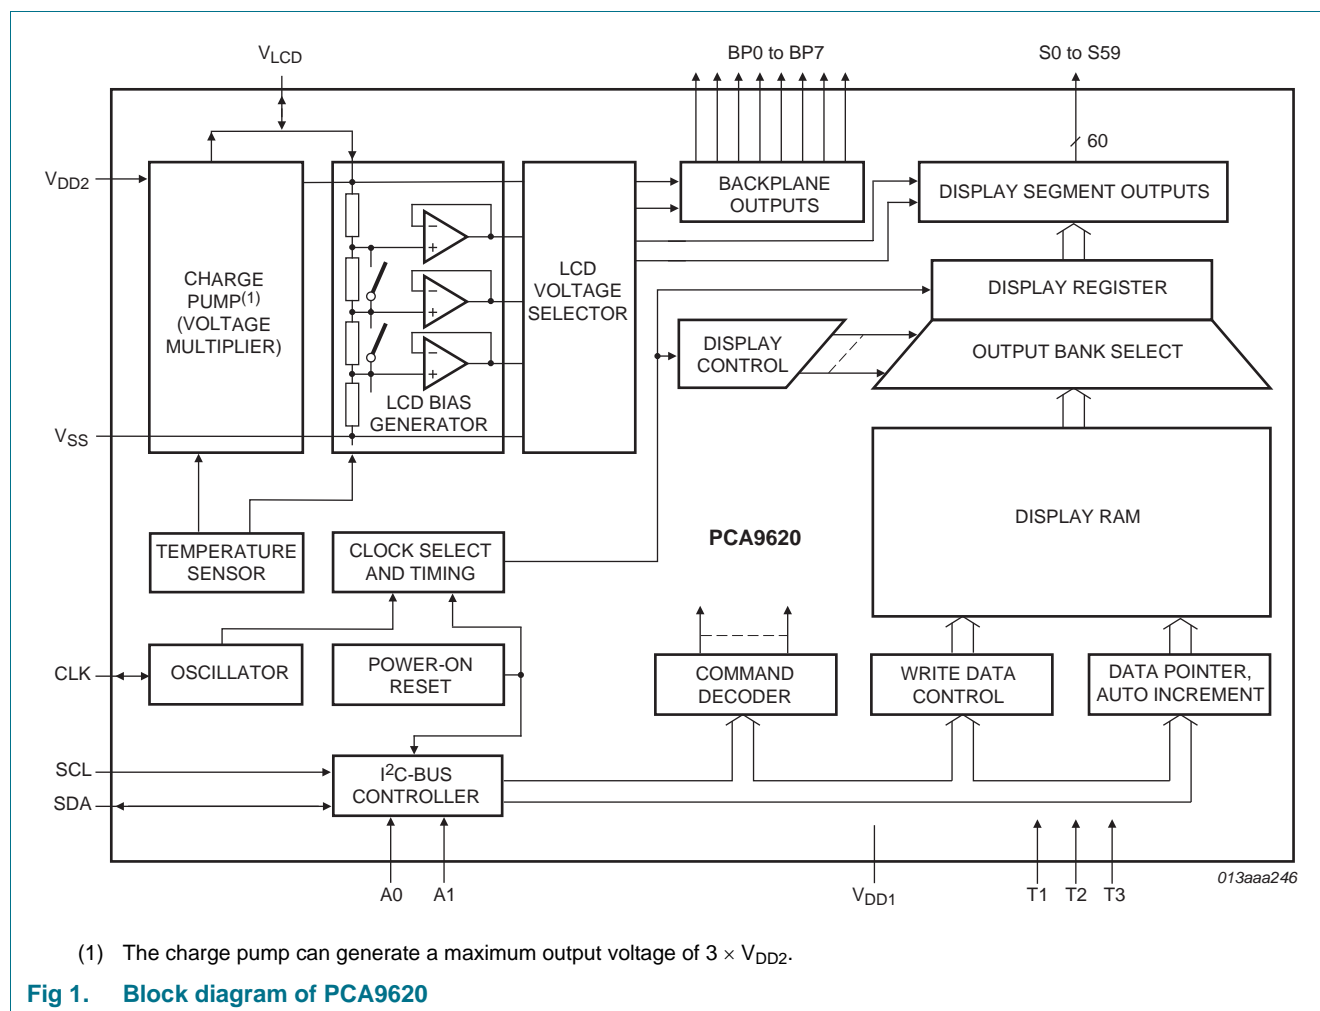 VLCD
BP0 to BP7
S0 to S59
60
VDD2
BACKPLANE
OUTPUTS
DISPLAY SEGMENT OUTPUTS
−
+
CHARGE
PUMP(1)
(VOLTAGE
MULTIPLIER)
−
+
LCD
VOLTAGE
SELECTOR
DISPLAY REGISTER
−
+
DISPLAY
CONTROL
OUTPUT BANK SELECT
LCD BIAS
GENERATOR
VSS
DISPLAY RAM
PCA9620
TEMPERATURE
SENSOR
CLOCK SELECT
AND TIMING
CLK
OSCILLATOR
POWER-ON
RESET
COMMAND
DECODER
WRITE DATA
CONTROL
DATA POINTER,
AUTO INCREMENT
SCL
SDA
I2C-BUS
CONTROLLER
A0
A1
VDD1
T1
T2
T3
013aaa246
(1) The charge pump can generate a maximum output voltage of 3 × VDD2.
Fig 1. Block diagram of PCA9620